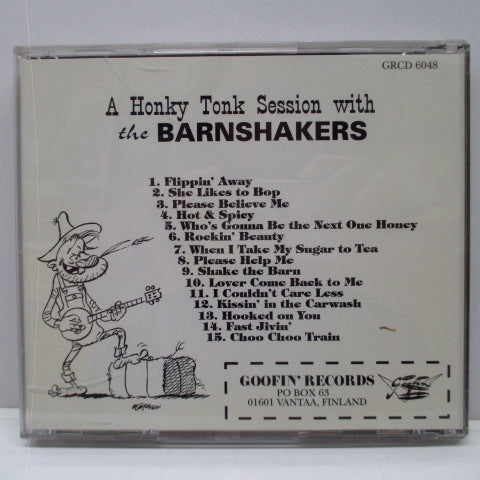 GRCD 6048
A Honky Tonk Session with
the BARNSHAKERS
1. Flippin' Away
2. She Likes to Bop
3. Please Believe Me
4. Hot & Spicy
5. Who's Gonna Be the Next One Honey
6. Rockin' Beauty
7. When I Take My Sugar to Tea
8. Please Help Me
9. Shake the Barn
10. Lover Come Back to Me
11. I Couldn't Care Less
12. Kissin' in the Carwash
13. Hooked on You
14. Fast Jivin'
15. Choo Choo Train
GOOFIN' RECORDS
PO BOX 63
01601 VANTAA, FINLAND